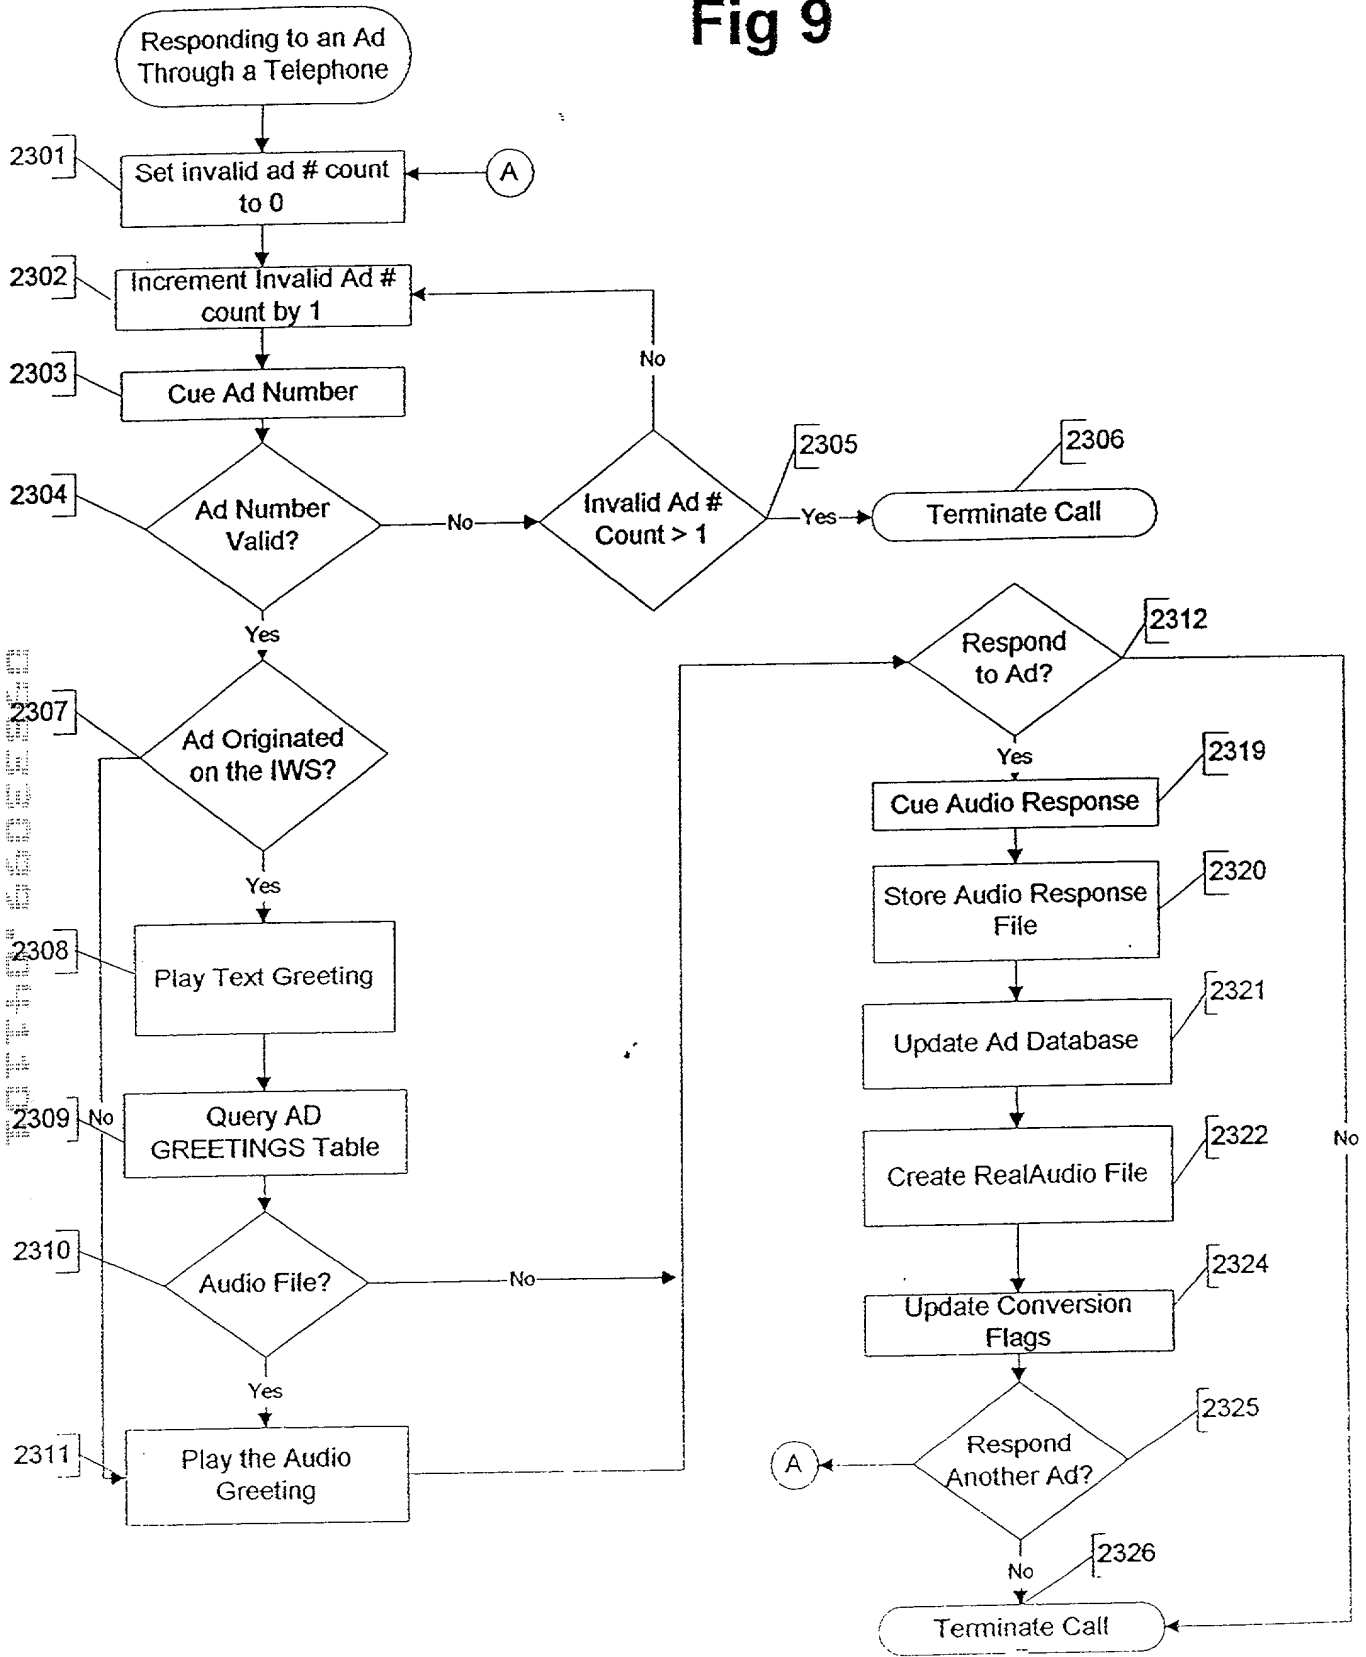 Fig 9
Responding to an Ad
Through a Telephone
2301
Set invalid ad # count
to 0
A
2302
Increment Invalid Ad #
count by 1
No
2303
Cue Ad Number
2304
Ad Number
Valid?
No
2305
Invalid Ad #
Count > 1
Yes
2306
Terminate Call
Yes
2307
Ad Originated
on the IWS?
Yes
2308
Play Text Greeting
2309
No
Query AD
GREETINGS Table
2310
Audio File?
No
Yes
2311
Play the Audio
Greeting
2312
Respond
to Ad?
Yes
2319
Cue Audio Response
2320
Store Audio Response
File
2321
Update Ad Database
2322
Create RealAudio File
No
2324
Update Conversion
Flags
2325
Respond
Another Ad?
A
No
2326
Terminate Call